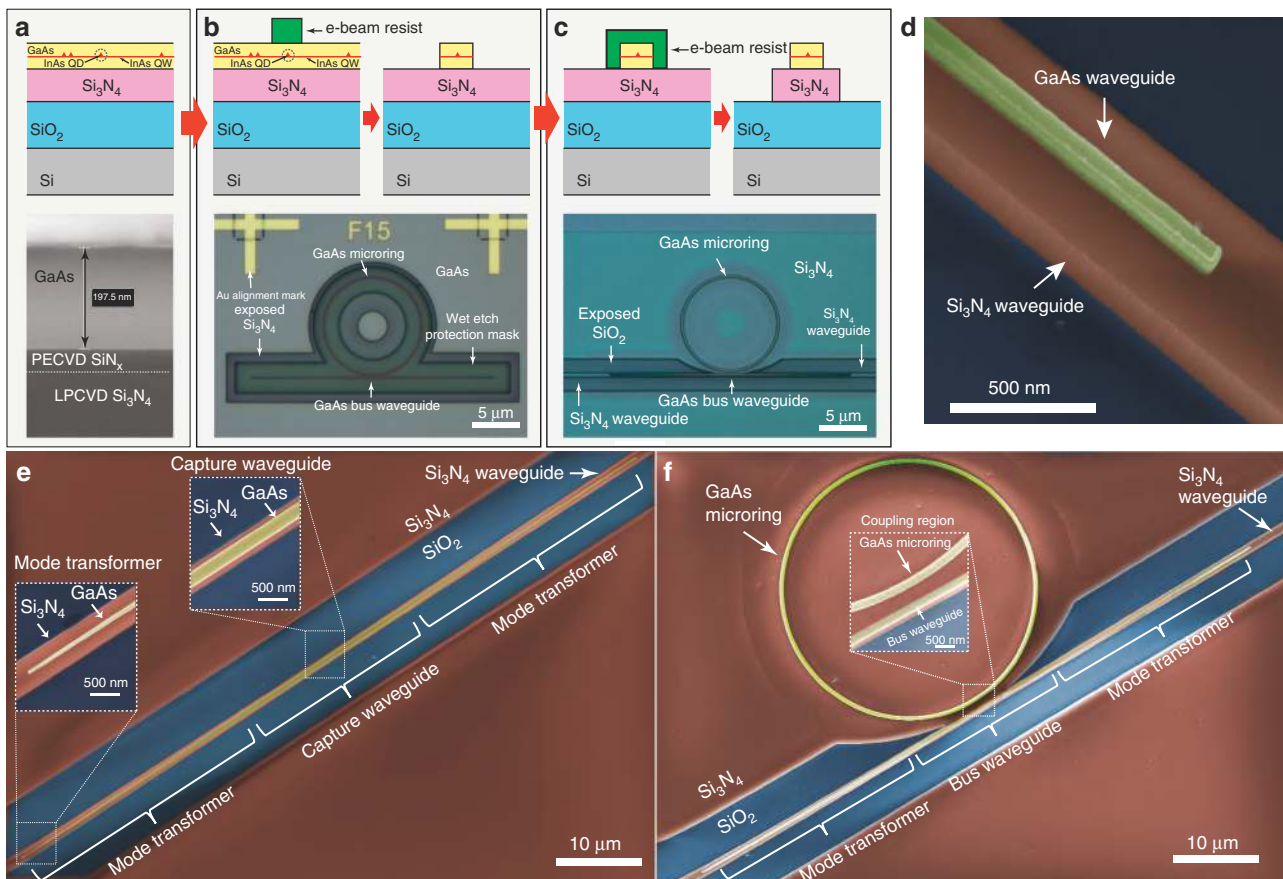 a
GaAs
InAs QD
InAs QW
Si₃N₄
SiO₂
Si
GaAs
197.5 nm
PECVD SiNₓ
LPCVD Si₃N₄
b
e-beam resist
GaAs
InAs QD
InAs QW
Si₃N₄
Si₃N₄
SiO₂
SiO₂
Si
Si
F15
GaAs microring
GaAs
Au alignment mark
exposed
Si₃N₄
Wet etch
protection mask
GaAs bus waveguide
5 μm
c
e-beam resist
Si₃N₄
Si₃N₄
SiO₂
SiO₂
Si
Si
GaAs microring
Si₃N₄
Exposed
SiO₂
Si₃N₄
waveguide
GaAs bus waveguide
Si₃N₄ waveguide
5 μm
d
GaAs waveguide
Si₃N₄ waveguide
500 nm
e
Capture waveguide
Si₃N₄
GaAs
500 nm
Si₃N₄ waveguide
Si₃N₄
SiO₂
Mode transformer
Si₃N₄
GaAs
500 nm
Mode transformer
Capture waveguide
Mode transformer
10 μm
f
GaAs
microring
Si₃N₄
waveguide
Coupling region
GaAs microring
Bus waveguide
500 nm
Mode transformer
Bus waveguide
Si₃N₄
SiO₂
Mode transformer
10 μm